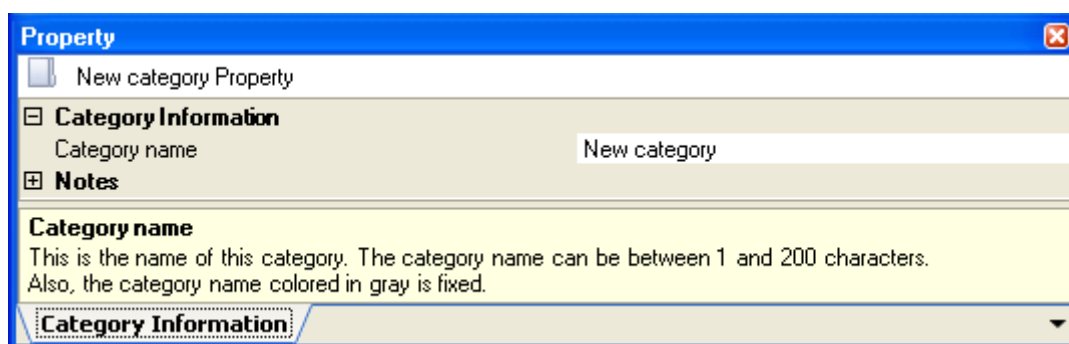 Property
New category Property
Category Information
Category name New category
Notes
Category name
This is the name of this category. The category name can be between 1 and 200 characters.
Also, the category name colored in gray is fixed.
Category Information